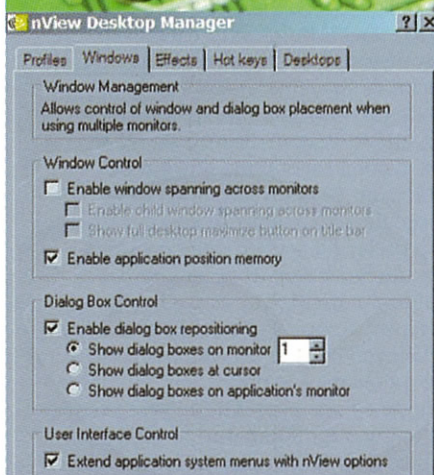 nView Desktop Manager
Profiles Windows Effects Hot keys Desktops
Window Management
Allows control of window and dialog box placement when
using multiple monitors.
Window Control
Enable window spanning across monitors
Enable child window spanning across monitors
Show full desktop maximize button on title bar
Enable application position memory
Dialog Box Control
Enable dialog box repositioning
Show dialog boxes on monitor 1
Show dialog boxes at cursor
Show dialog boxes on application's monitor
User Interface Control
Extend application system menus with nView options